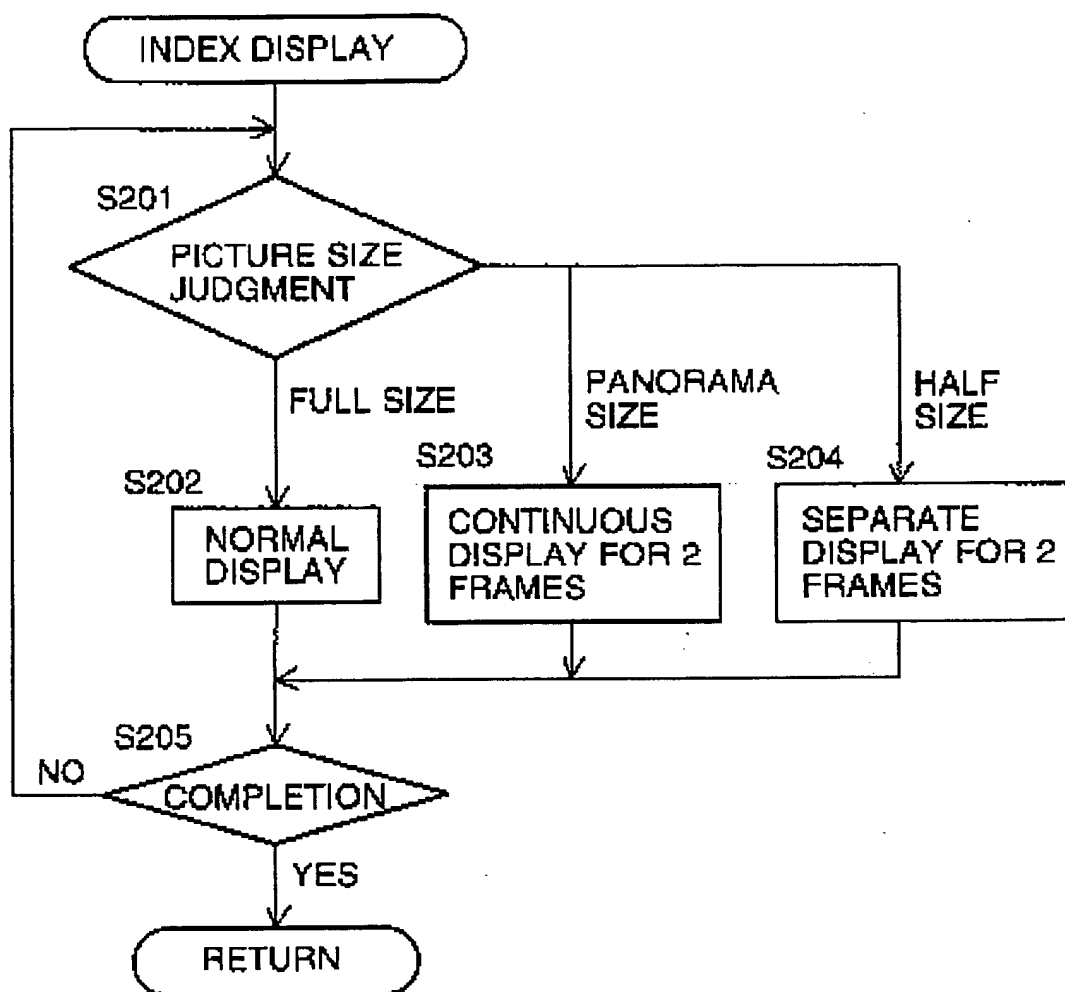 INDEX DISPLAY
S201
PICTURE SIZE
JUDGMENT
FULL SIZE
PANORAMA
SIZE
HALF
SIZE
S202
NORMAL
DISPLAY
S203
CONTINUOUS
DISPLAY FOR 2
FRAMES
S204
SEPARATE
DISPLAY FOR 2
FRAMES
S205
NO
COMPLETION
YES
RETURN